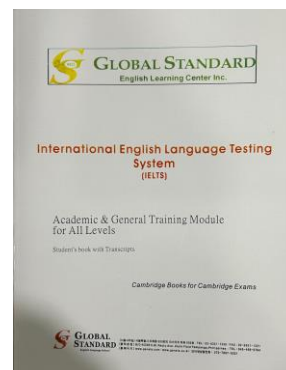 GLOBAL STANDARD
English Learning Center Inc.
International English Language Testing
System
(IELTS)
Academic & General Training Module
for All Levels
Student's book with Transcripts
Cambridge Books for Cambridge Exams
GLOBAL
STANDARD